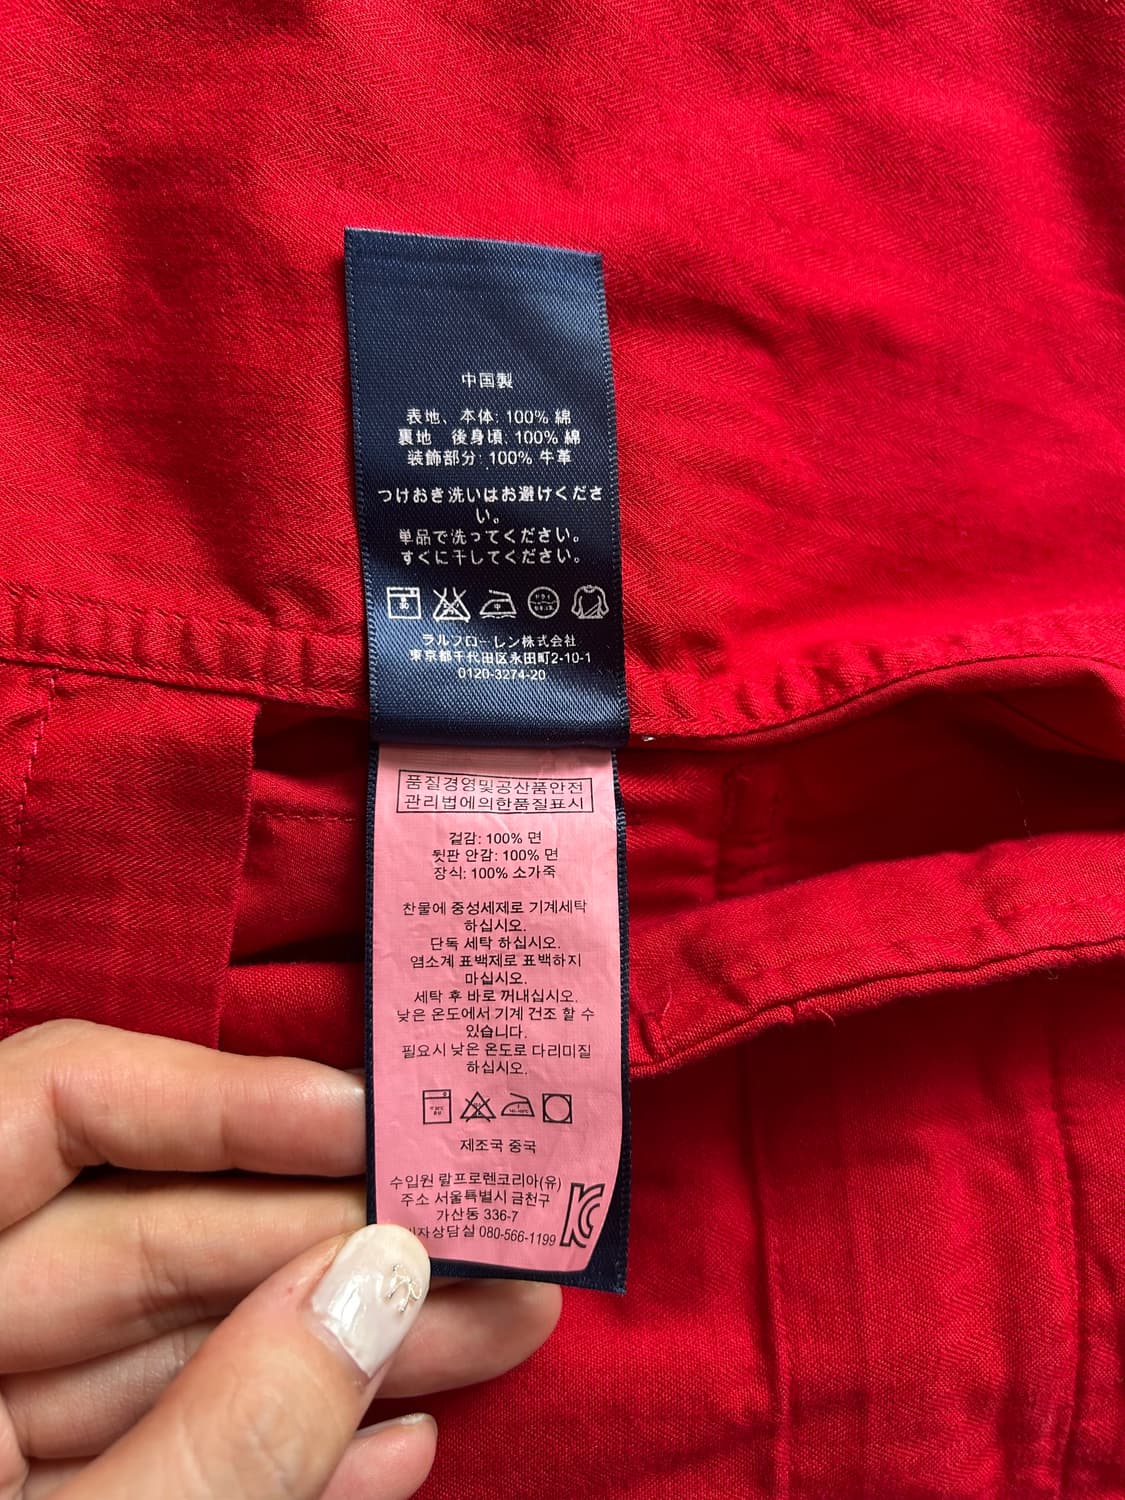 中国製
表地、本体: 100% 綿
裏地 後身頃: 100% 綿
装飾部分: 100% 牛革
つけおき洗いはお避けくださ
い。
単品で洗ってください。
すぐに干してください。
ラルフローレン株式会社
東京都千代田区永田町2-10-1
0120-3274-20
품질경영및공산품안전
관리법에의한품질표시
겉감: 100% 면
뒷판 안감: 100% 면
장식: 100% 소가죽
찬물에 중성세제로 기계세탁
하십시오.
단독 세탁 하십시오.
염소계 표백제로 표백하지
마십시오.
세탁 후 바로 꺼내십시오.
낮은 온도에서 기계 건조 할 수
있습니다.
필요시 낮은 온도로 다리미질
하십시오.
제조국 중국
수입원 랄프로렌코리아(유)
주소 서울특별시 금천구
가산동 336-7
자상담실 080-566-1199